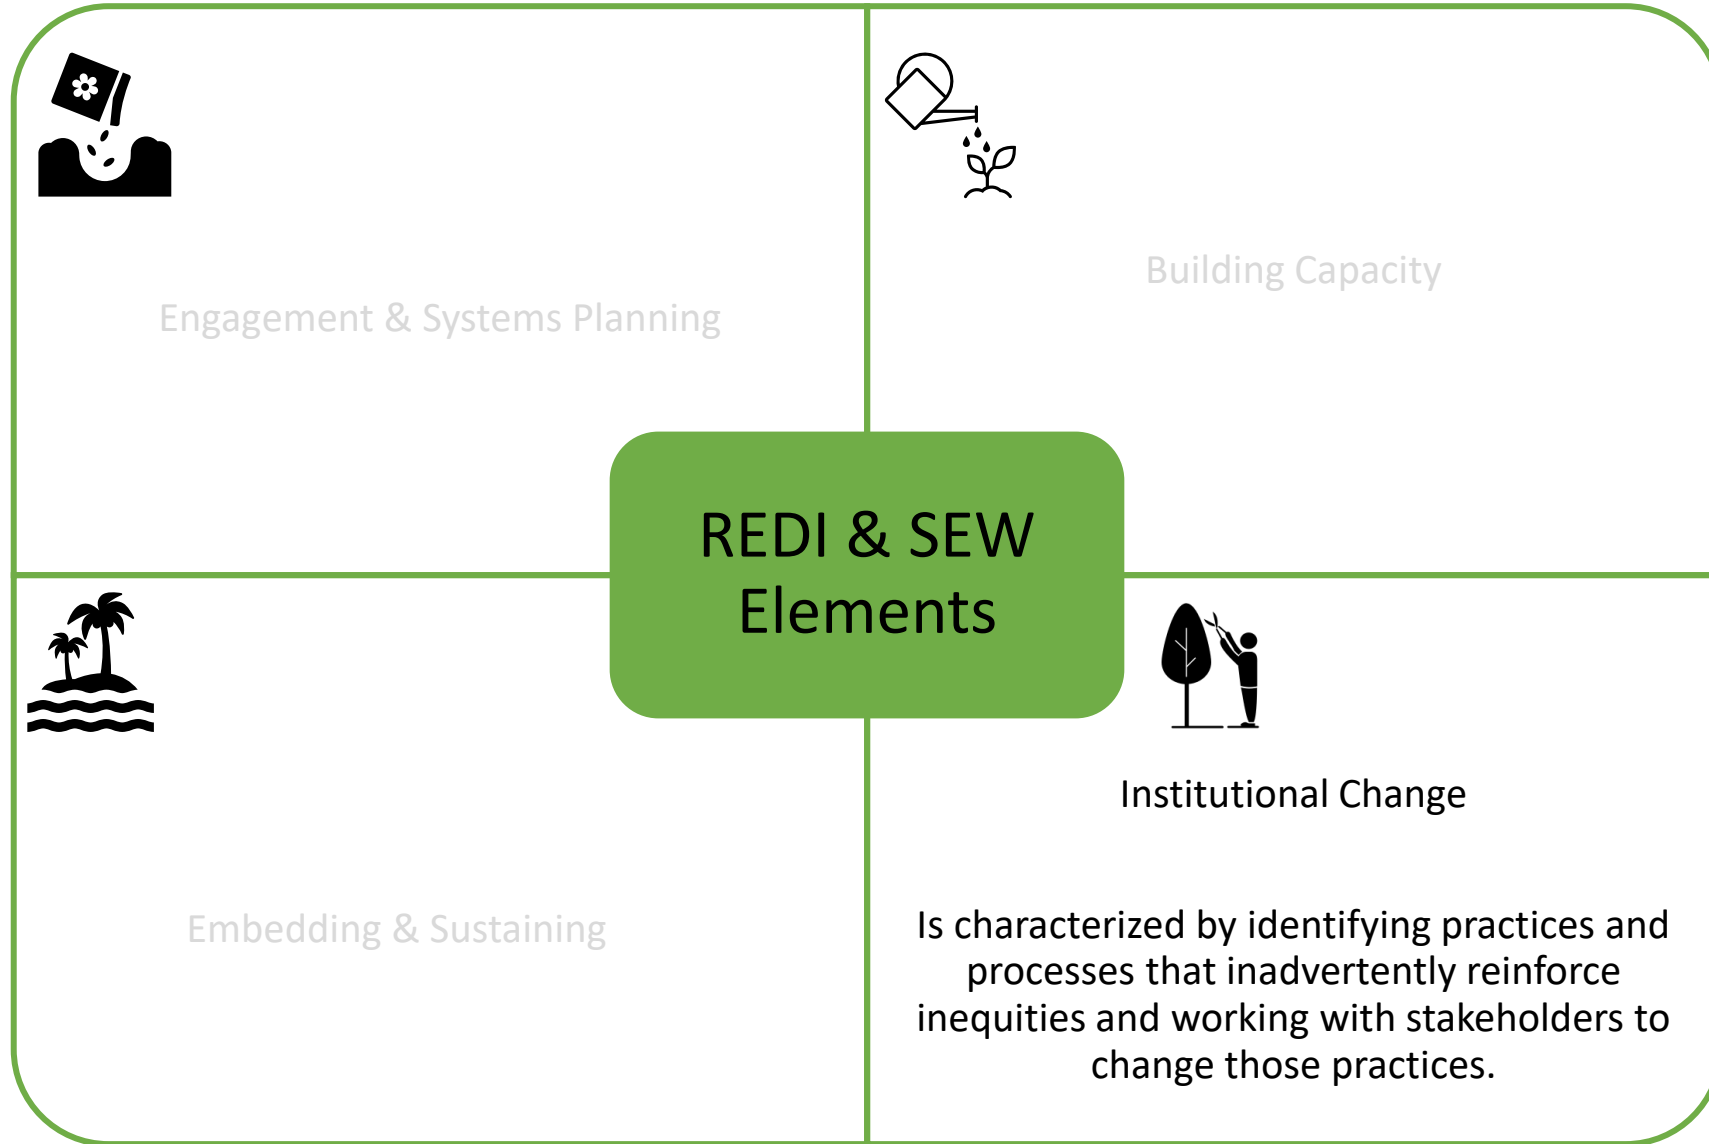 Engagement & Systems Planning
Building Capacity
REDI & SEW
Elements
Embedding & Sustaining
Institutional Change
Is characterized by identifying practices and
processes that inadvertently reinforce
inequities and working with stakeholders to
change those practices.